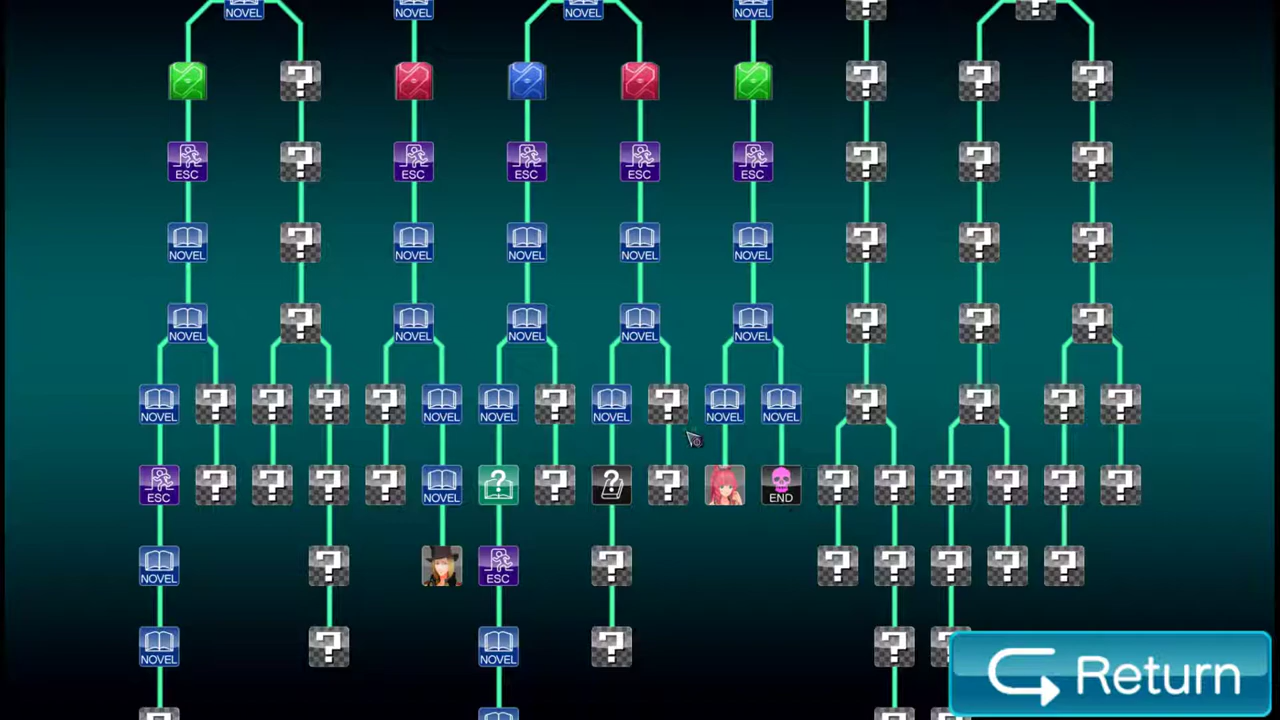 NOVEL NOVEL NOVEL NOVEL ? ?
? ? ? ?
ESC ? ESC ESC ESC ESC ? ? ?
NOVEL ? NOVEL NOVEL NOVEL NOVEL ? ? ?
NOVEL ? NOVEL NOVEL NOVEL NOVEL ? ? ?
NOVEL ? ? ? ? NOVEL NOVEL ? NOVEL ? NOVEL NOVEL ? ? ? ?
ESC ? ? ? ? NOVEL ? ? ? ? END ? ? ? ? ? ?
NOVEL ? ESC ? ? ? ? ? ?
NOVEL ? NOVEL ? ? ?
Return